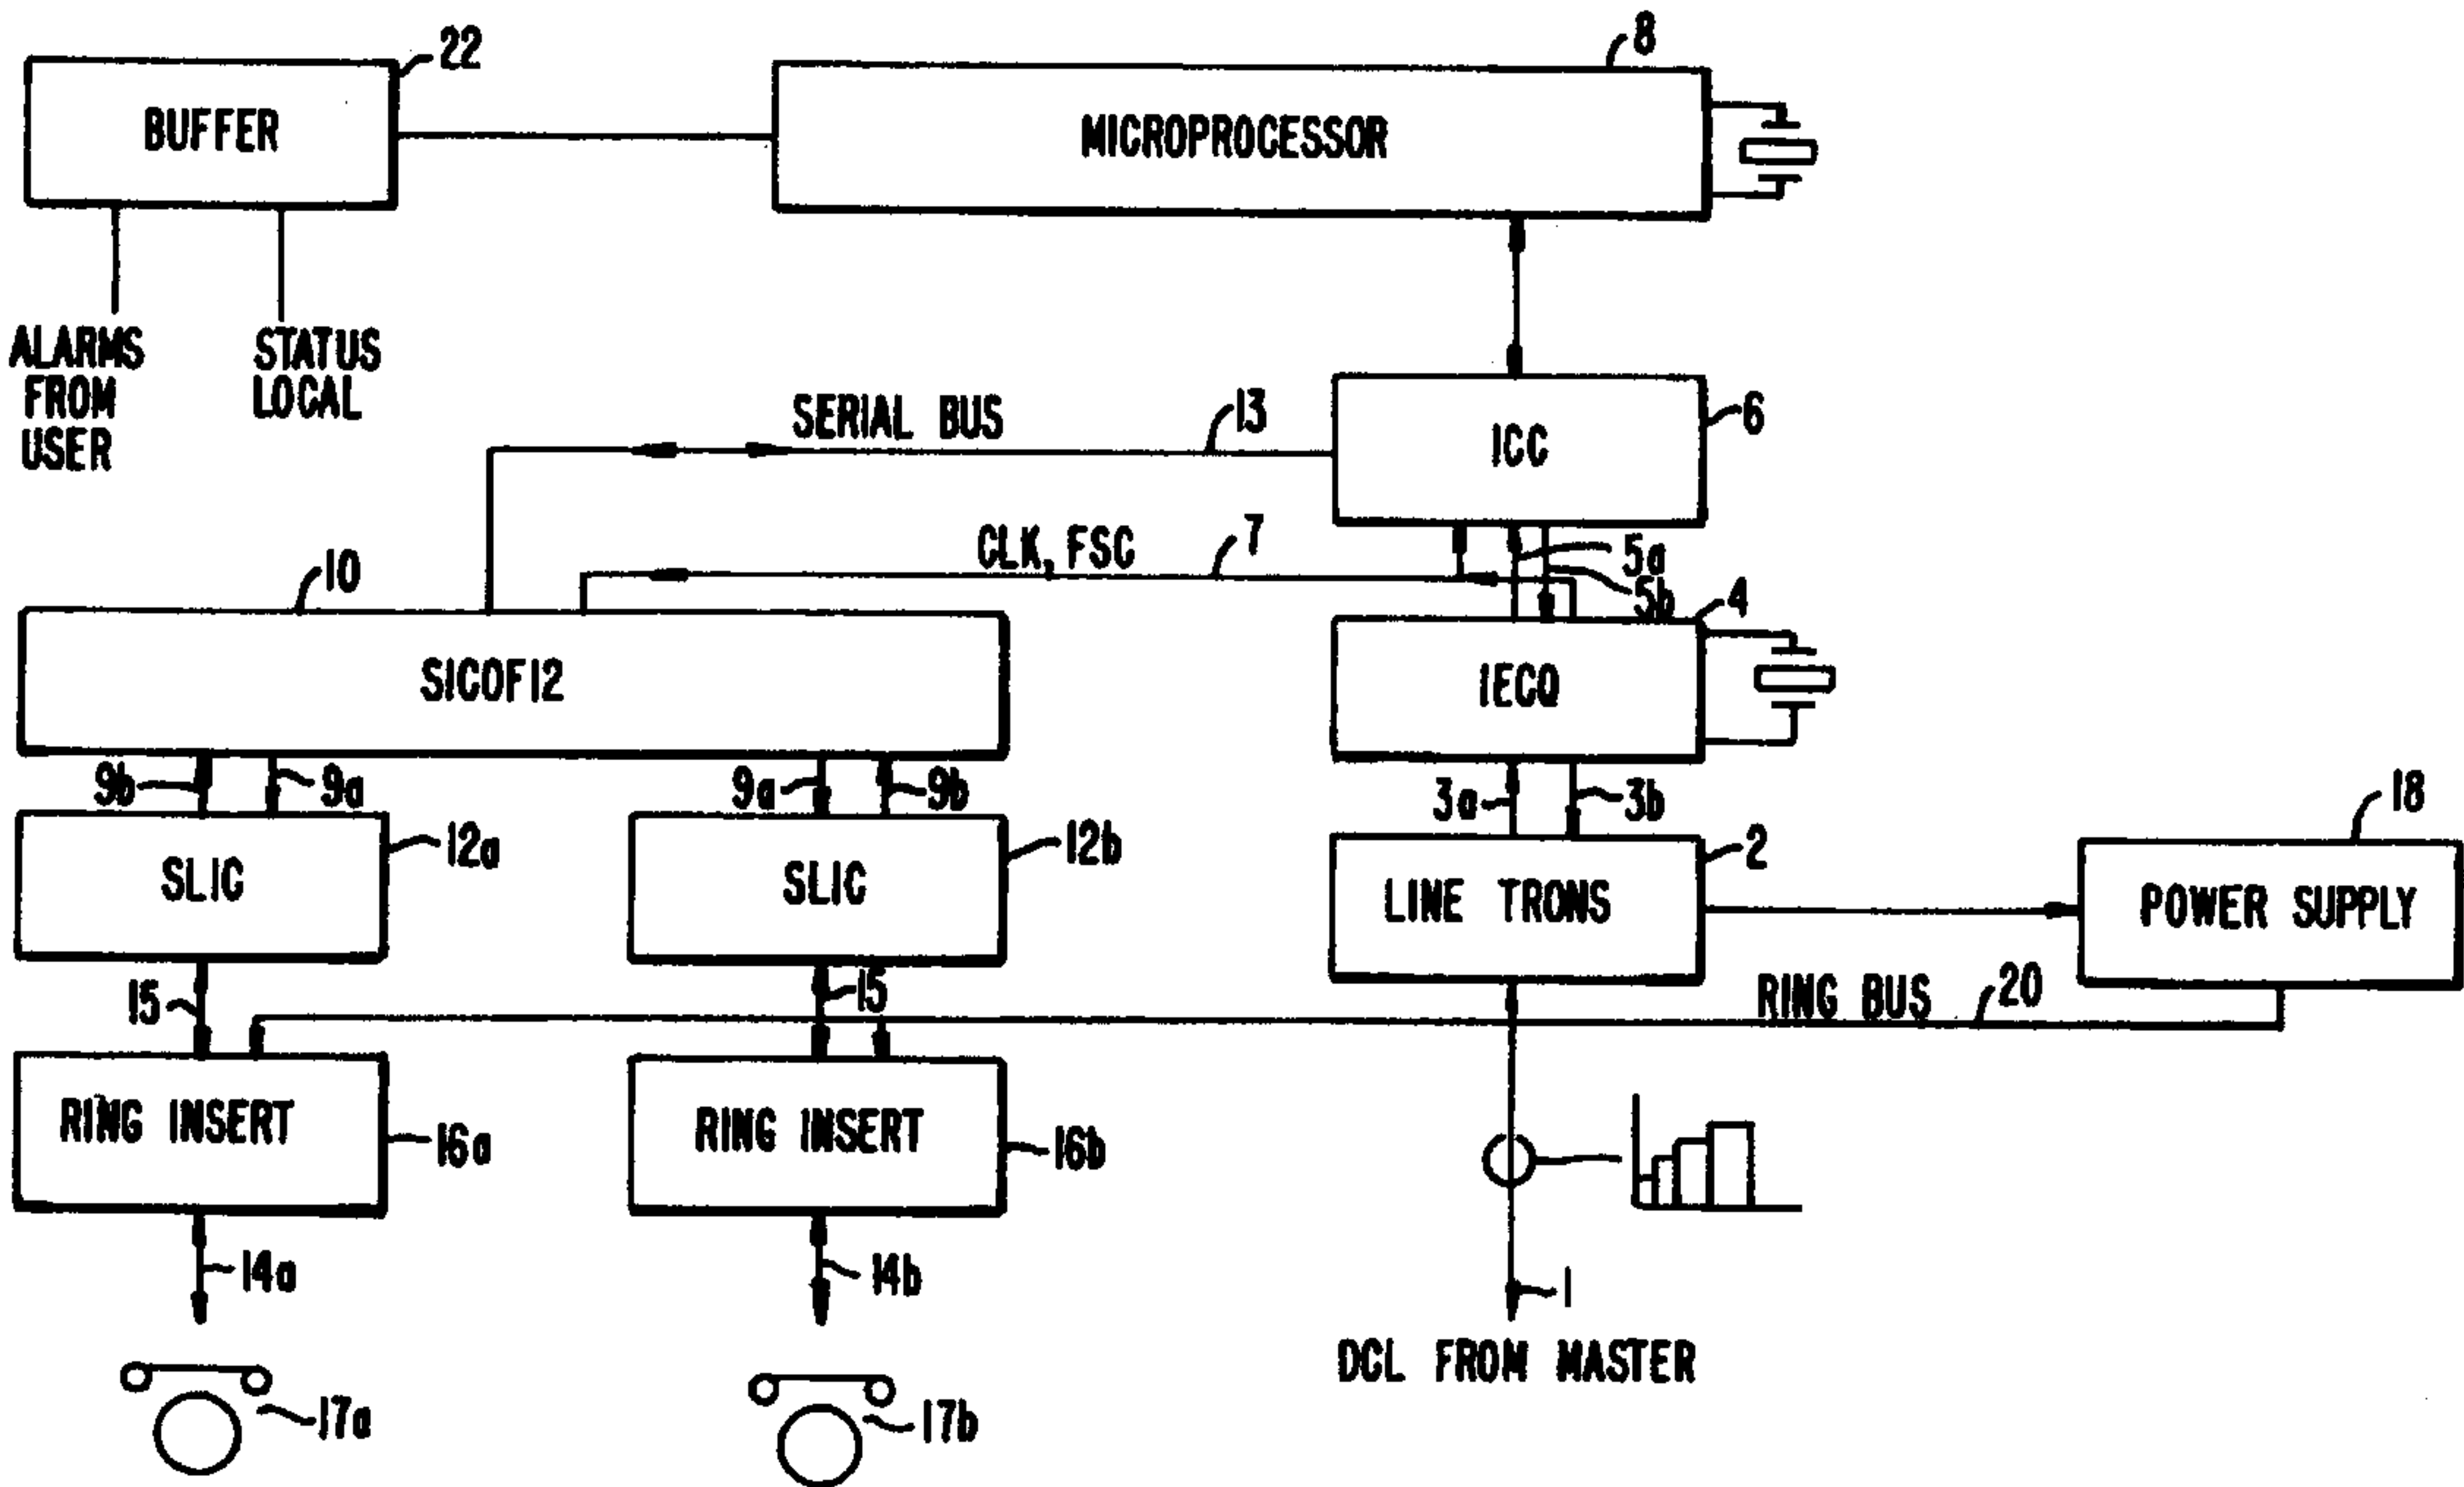 22
8
BUFFER
MICROPROCESSOR
ALARMS
FROM
USER
STATUS
LOCAL
SERIAL BUS
13
ICC
6
CLK, FSC
7
5a
5b
10
4
SICOFI2
IECQ
9b
9a
9a
9b
3a
3b
18
12a
12b
2
SLIC
SLIC
LINE TRONS
POWER SUPPLY
15
15
RING BUS
20
RING INSERT
16a
RING INSERT
16b
14a
14b
1
DCL FROM MASTER
17a
17b